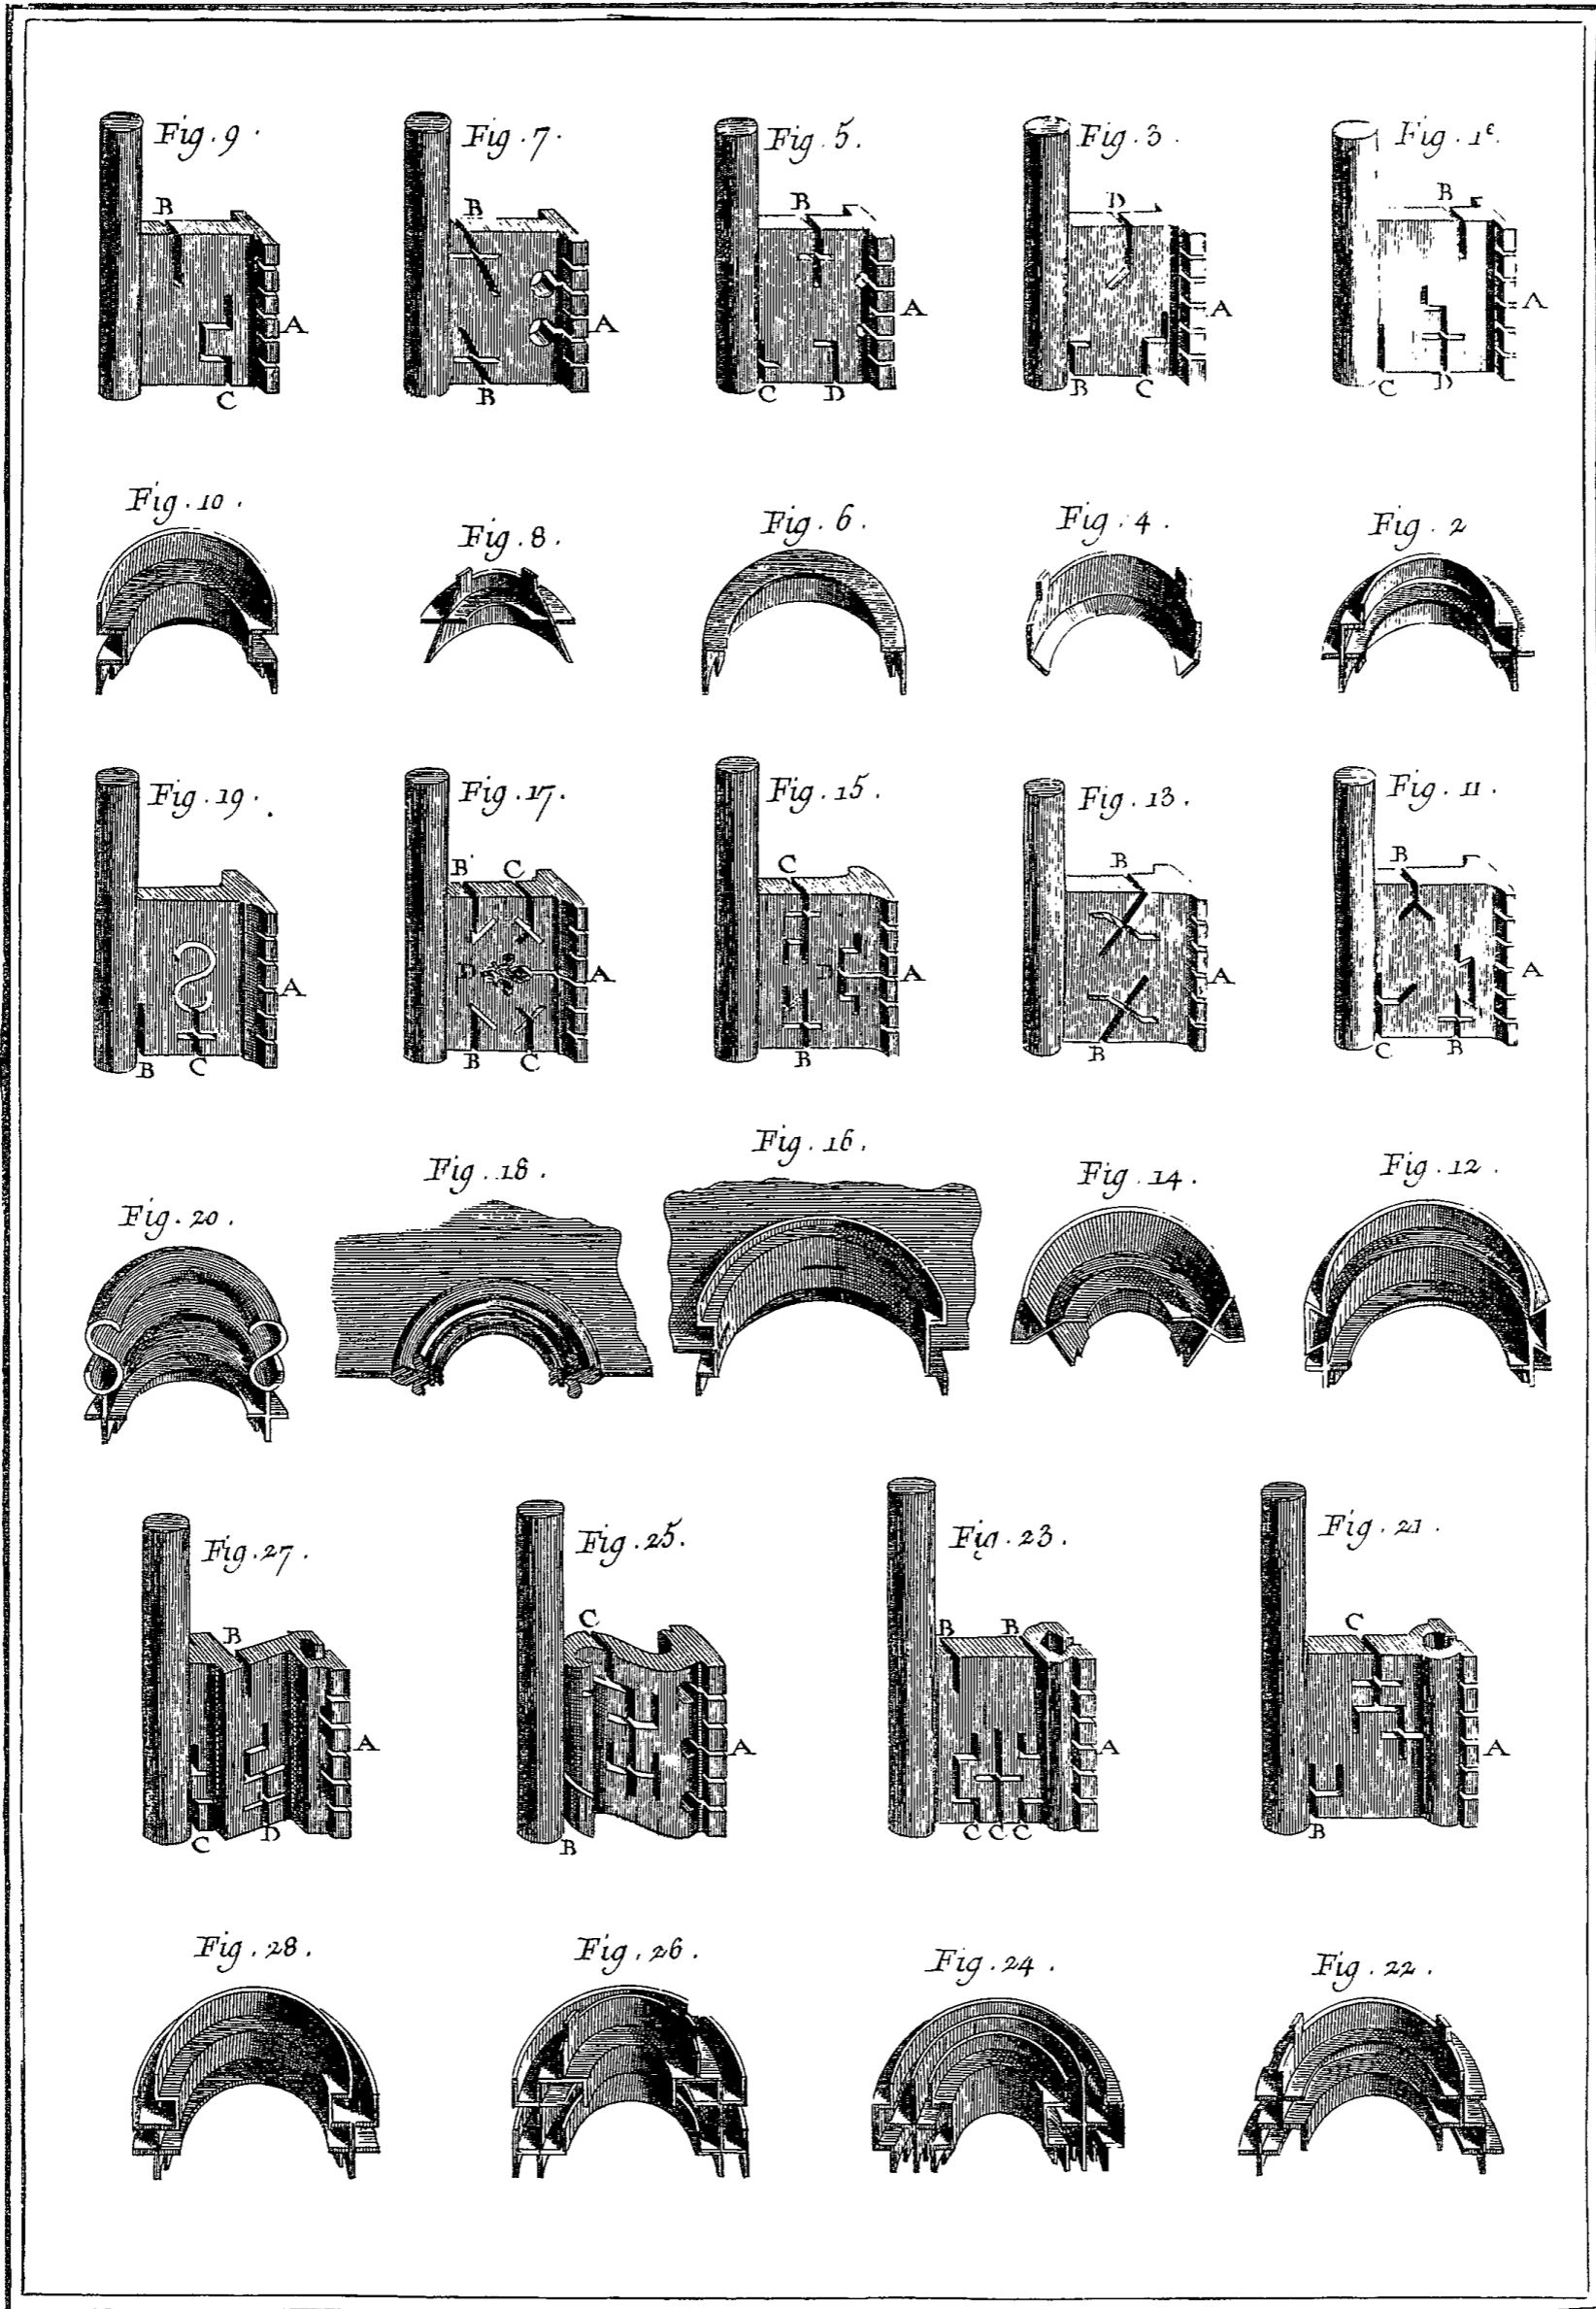 Fig. 9. Fig. 7. Fig. 5. Fig. 3. Fig. 1e.
B B B D B
A A A A A
C B C D B C C D
Fig. 10. Fig. 8. Fig. 6. Fig. 4. Fig. 2
Fig. 19. Fig. 17. Fig. 15. Fig. 13. Fig. 11.
B C C B B
A D A D A A A
B C B C B B C B
Fig. 20. Fig. 18. Fig. 16. Fig. 14. Fig. 12.
Fig. 27. Fig. 25. Fig. 23. Fig. 21.
B C B B C
A A A A
C D B C C C B
Fig. 28. Fig. 26. Fig. 24. Fig. 22.